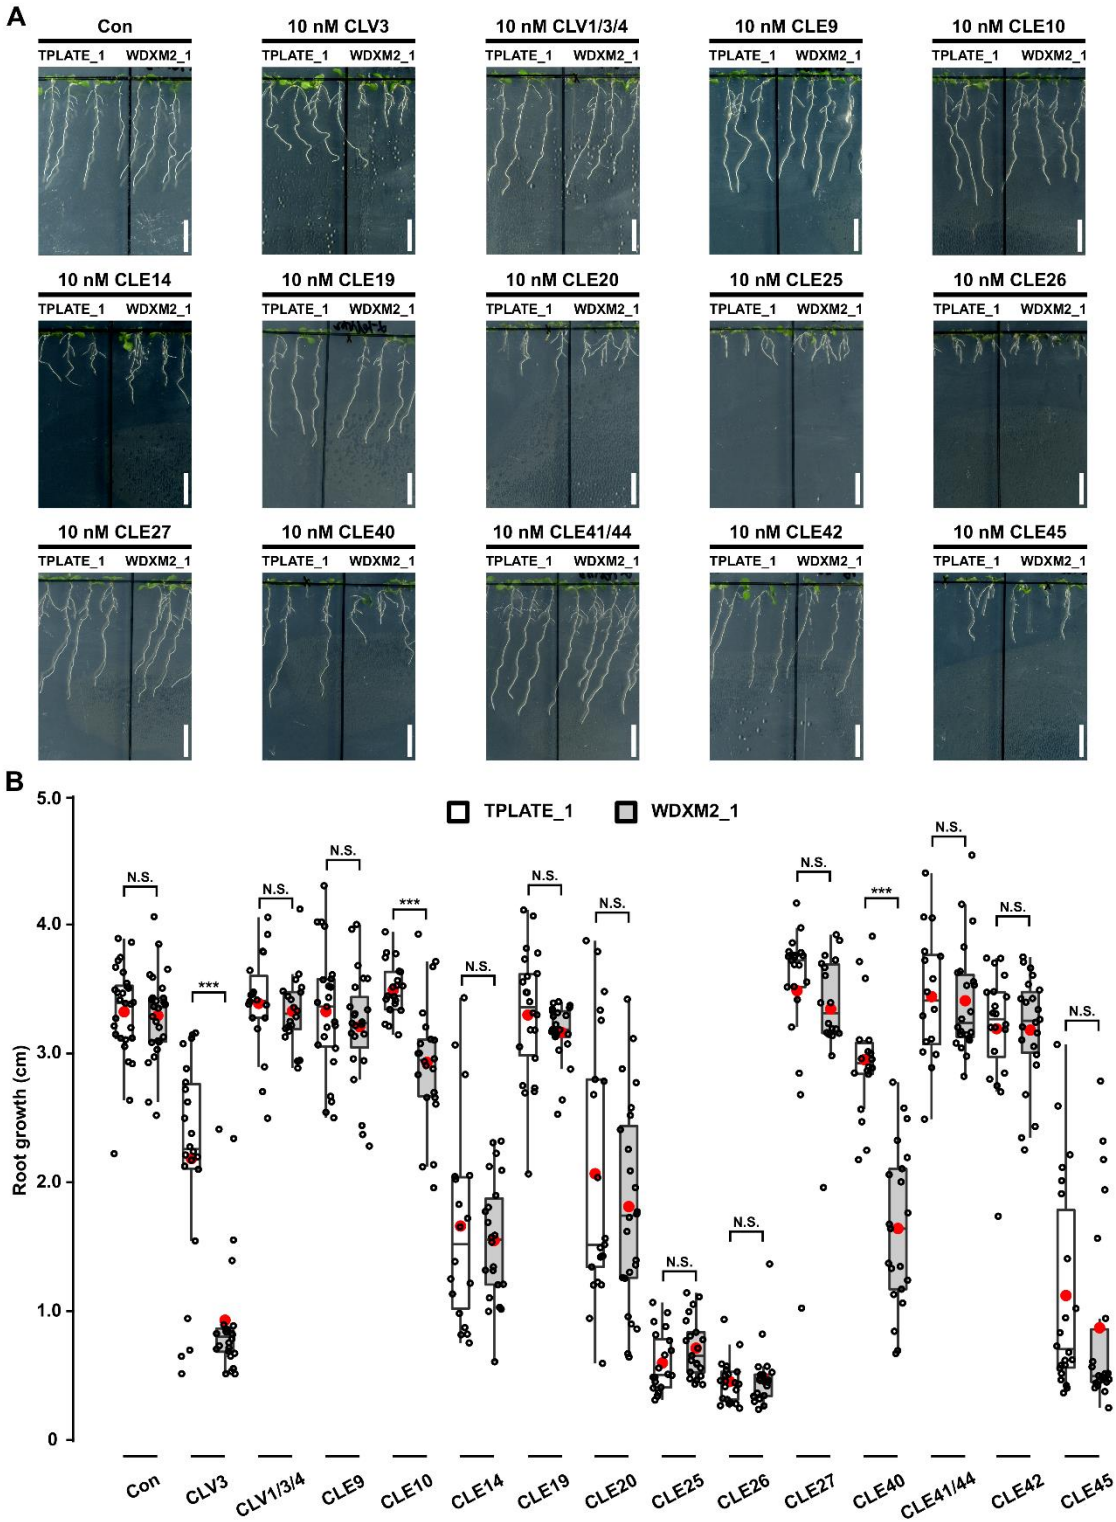 A
Con 10 nM CLV3 10 nM CLV1/3/4 10 nM CLE9 10 nM CLE10
TPLATE_1 WDXM2_1 TPLATE_1 WDXM2_1 TPLATE_1 WDXM2_1 TPLATE_1 WDXM2_1 TPLATE_1 WDXM2_1
10 nM CLE14 10 nM CLE19 10 nM CLE20 10 nM CLE25 10 nM CLE26
TPLATE_1 WDXM2_1 TPLATE_1 WDXM2_1 TPLATE_1 WDXM2_1 TPLATE_1 WDXM2_1 TPLATE_1 WDXM2_1
10 nM CLE27 10 nM CLE40 10 nM CLE41/44 10 nM CLE42 10 nM CLE45
TPLATE_1 WDXM2_1 TPLATE_1 WDXM2_1 TPLATE_1 WDXM2_1 TPLATE_1 WDXM2_1 TPLATE_1 WDXM2_1
B
TPLATE_1 WDXM2_1
Root growth (cm)
5.0
4.0
3.0
2.0
1.0
0
N.S. *** N.S. N.S. *** N.S. N.S. N.S. N.S. N.S. N.S. *** N.S. N.S. N.S.
Con CLV3 CLV1/3/4 CLE9 CLE10 CLE14 CLE19 CLE20 CLE25 CLE26 CLE27 CLE40 CLE41/44 CLE42 CLE45